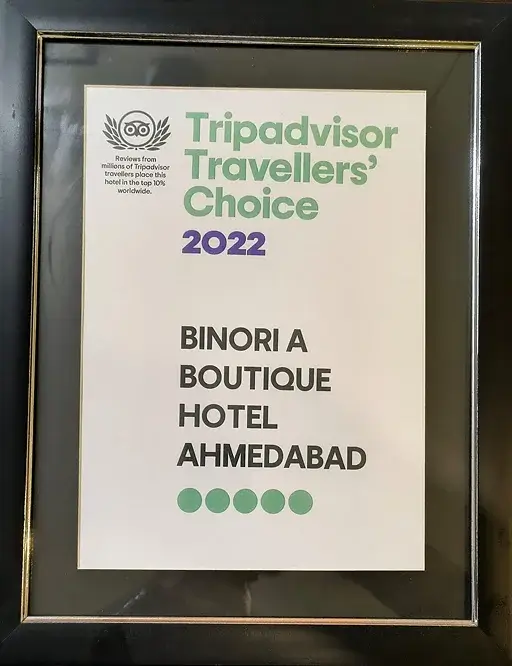 Reviews from
millions of Tripadvisor
travellers place this
hotel in the top 10%
worldwide.
Tripadvisor
Travellers’
Choice
2022
BINORI A
BOUTIQUE
HOTEL
AHMEDABAD